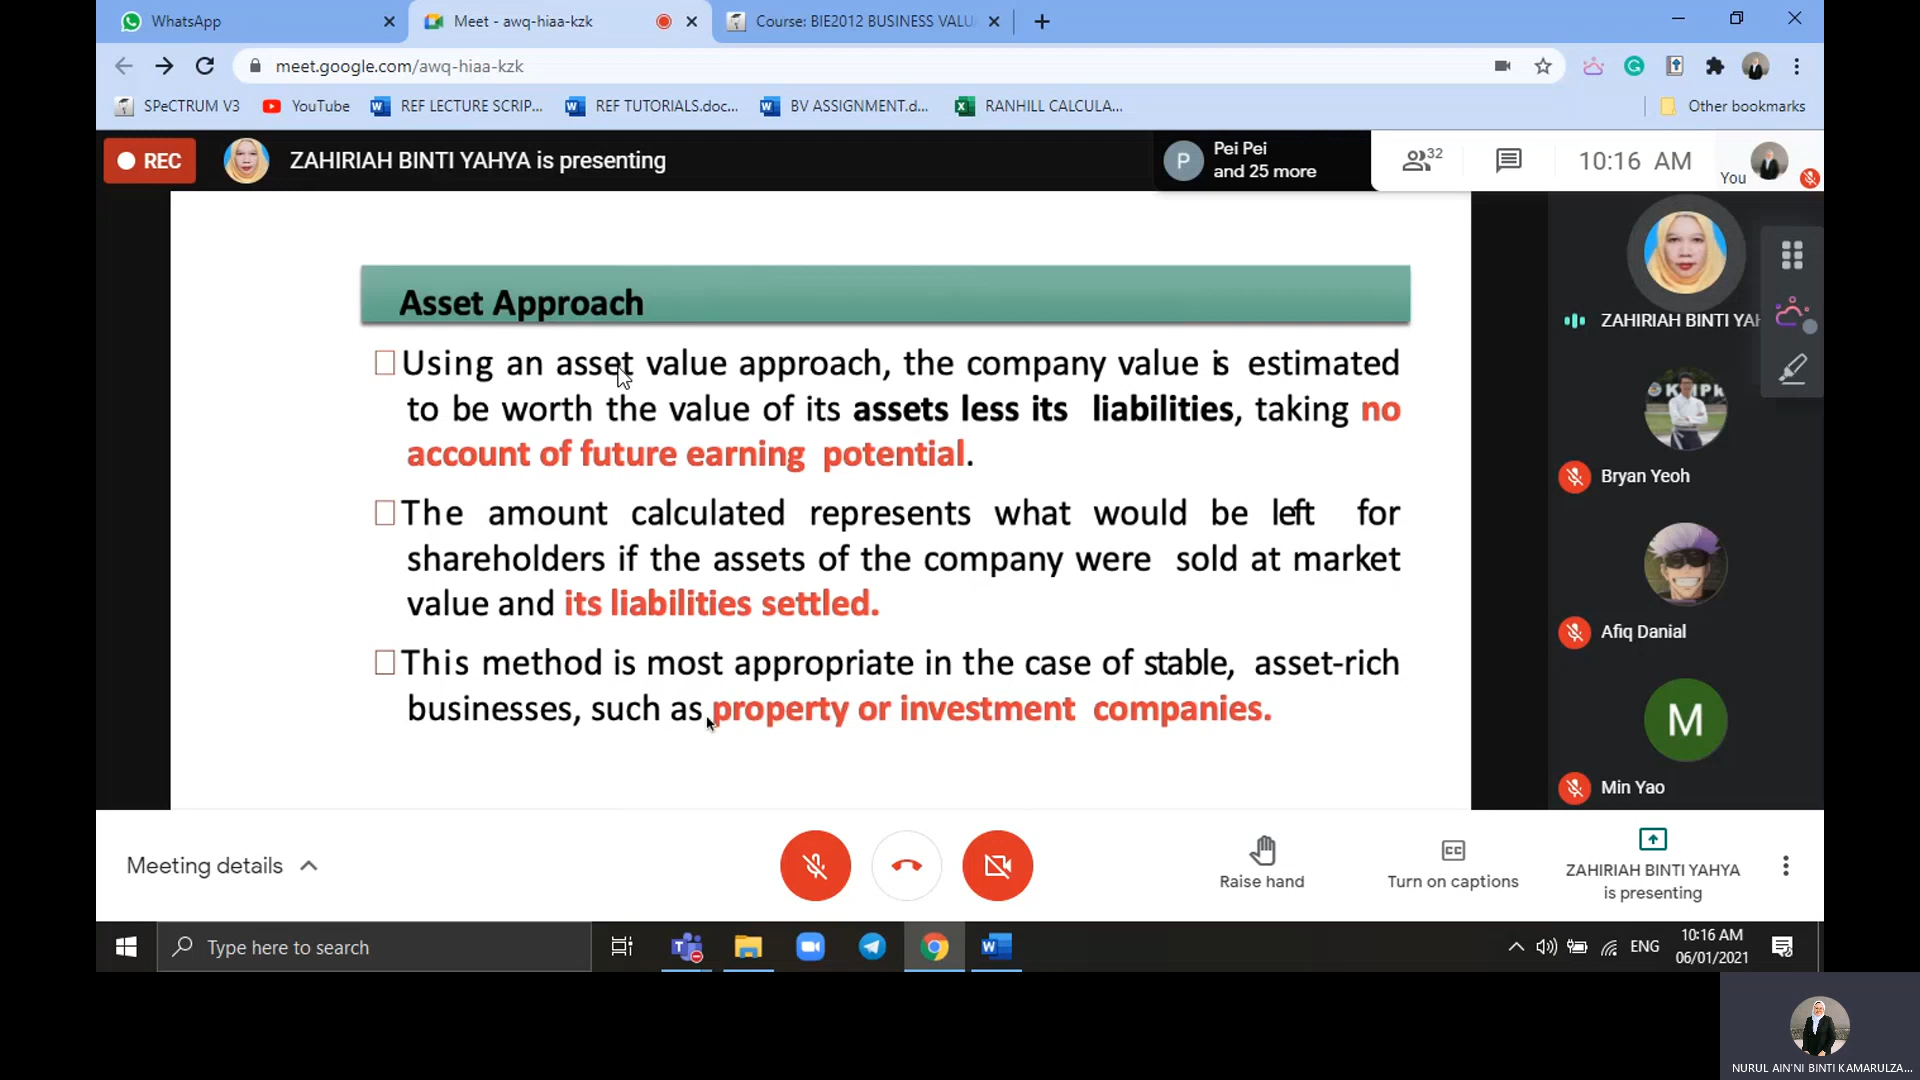 WhatsApp
Meet - awq-hiaa-kzk
Course: BIE2012 BUSINESS VALU
meet.google.com/awq-hiaa-kzk
SPeCTRUM V3
YouTube
REF LECTURE SCRIP...
REF TUTORIALS.doc...
BV ASSIGNMENT.d...
RANHILL CALCULA...
Other bookmarks
REC
ZAHIRIAH BINTI YAHYA is presenting
P
Pei Pei
and 25 more
32
10:16 AM
You
Asset Approach
Using an asset value approach, the company value is estimated
to be worth the value of its assets less its liabilities, taking no
account of future earning potential.
The amount calculated represents what would be left for
shareholders if the assets of the company were sold at market
value and its liabilities settled.
This method is most appropriate in the case of stable, asset-rich
businesses, such as property or investment companies.
ZAHIRIAH BINTI YAH
Bryan Yeoh
Afiq Danial
M
Min Yao
Meeting details
Raise hand
CC
Turn on captions
ZAHIRIAH BINTI YAHYA
is presenting
Type here to search
ENG
10:16 AM
06/01/2021
NURUL AIN'NI BINTI KAMARULZA...